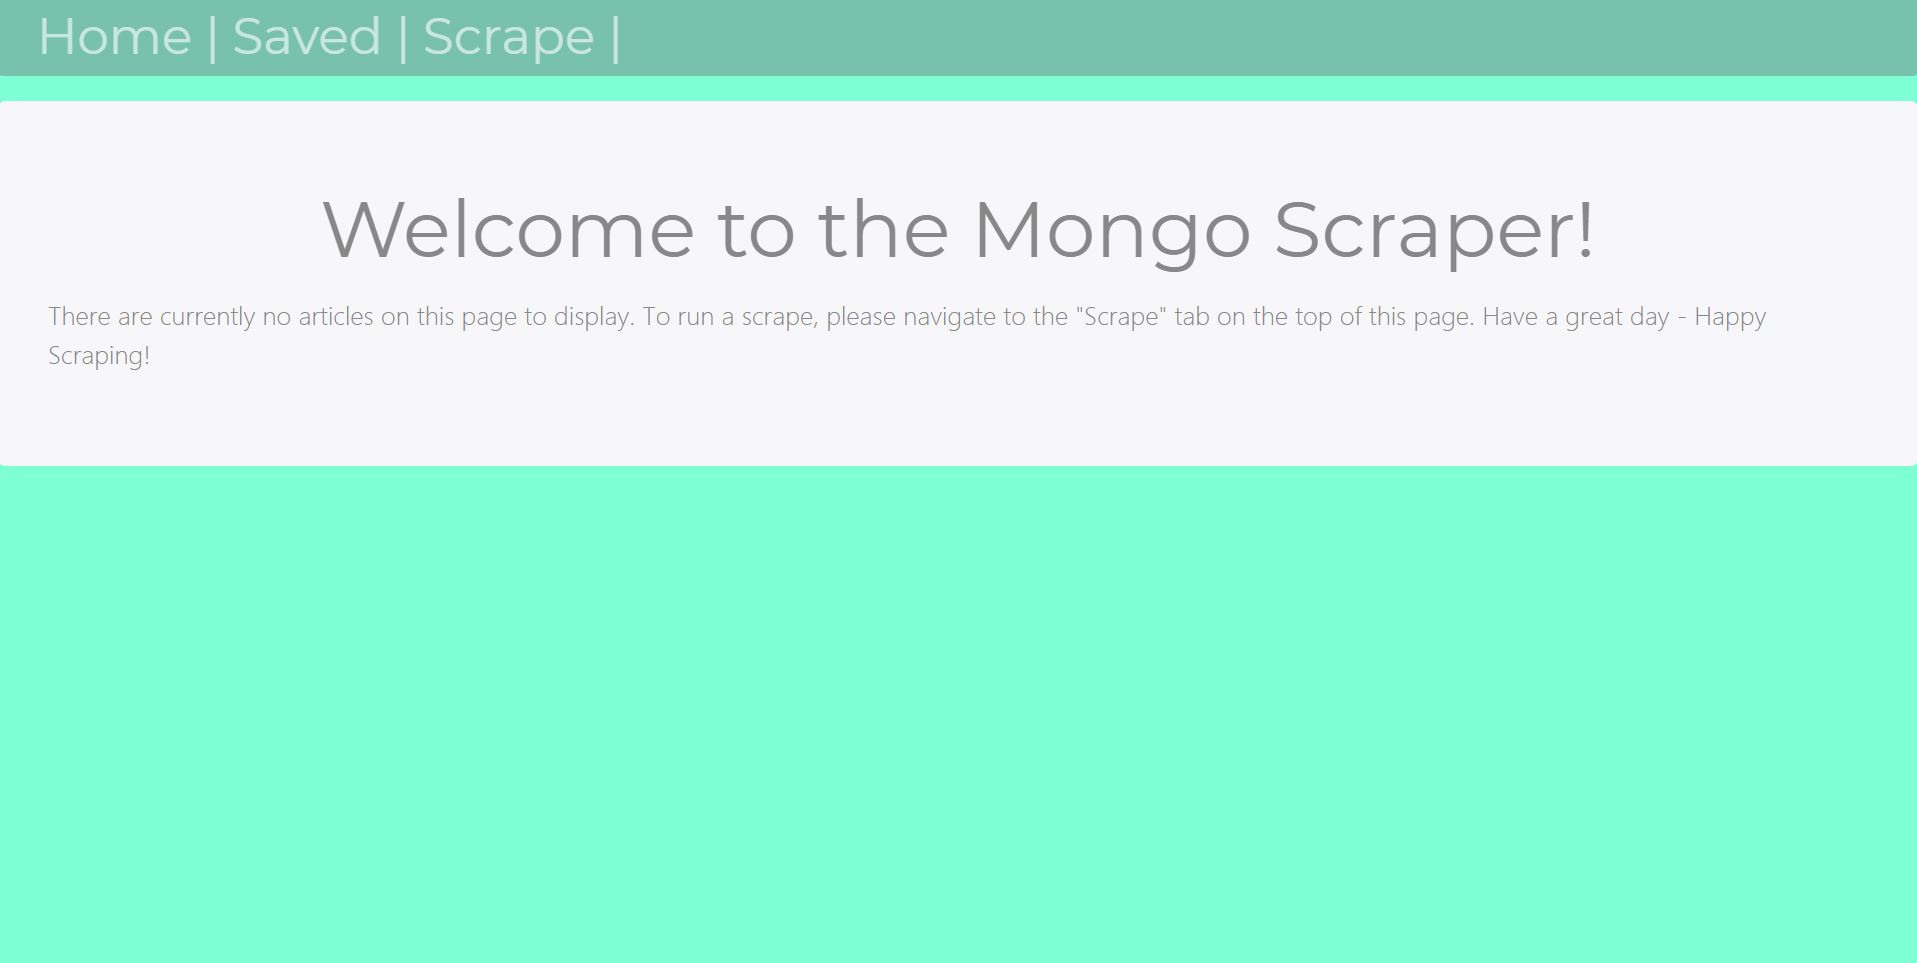 Home | Saved | Scrape |
Welcome to the Mongo Scraper!
There are currently no articles on this page to display. To run a scrape, please navigate to the "Scrape" tab on the top of this page. Have a great day - Happy
Scraping!